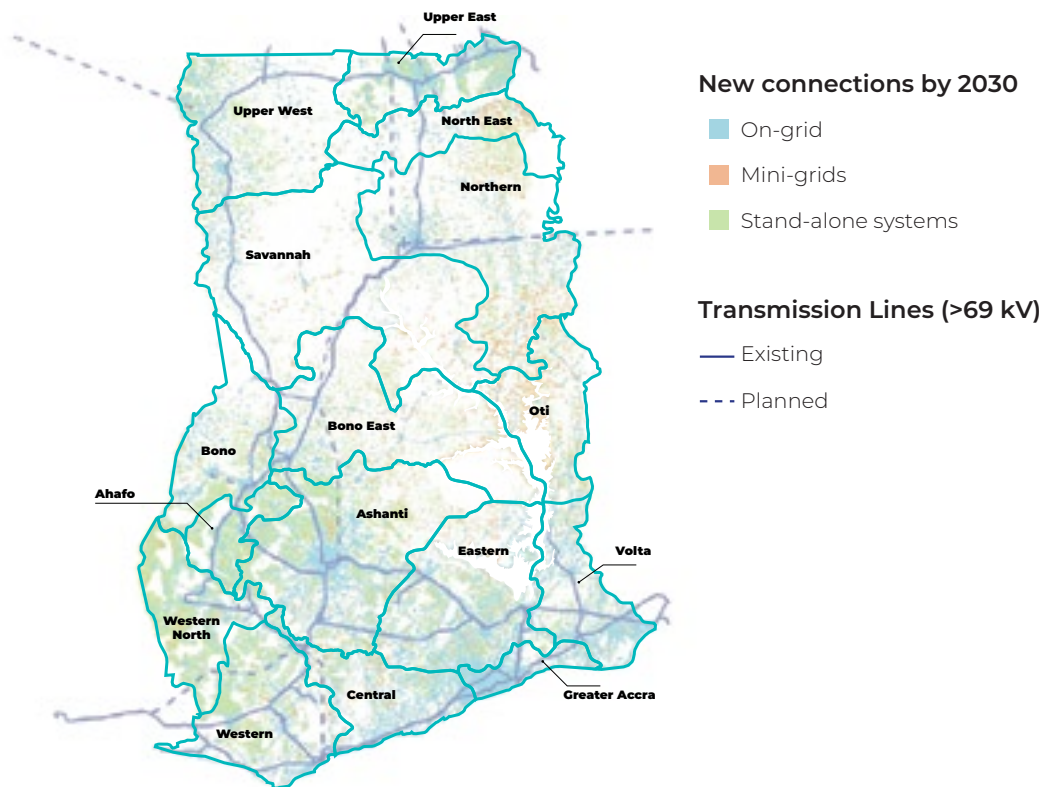 Upper East
Upper West
North East
Northern
Savannah
Oti
Bono East
Bono
Ahafo
Ashanti
Eastern
Volta
Western
North
Central
Greater Accra
Western
New connections by 2030
On-grid
Mini-grids
Stand-alone systems
Transmission Lines (>69 kV)
Existing
Planned